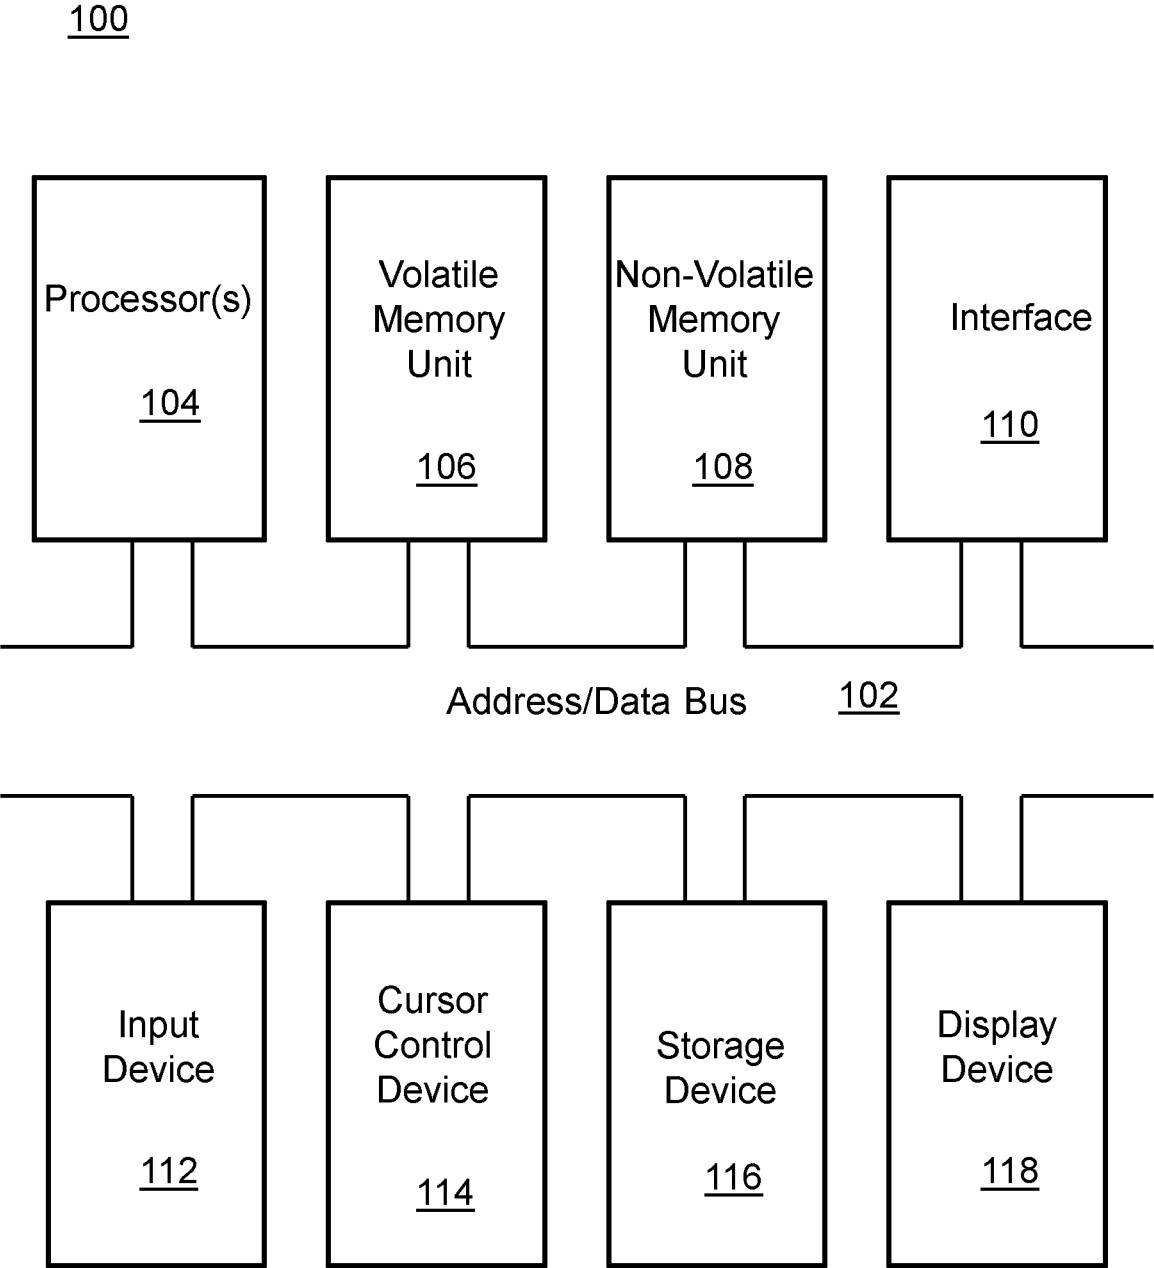 100
Processor(s)
104
Volatile
Memory
Unit
106
Non-Volatile
Memory
Unit
108
Interface
110
Address/Data Bus 102
Input
Device
112
Cursor
Control
Device
114
Storage
Device
116
Display
Device
118